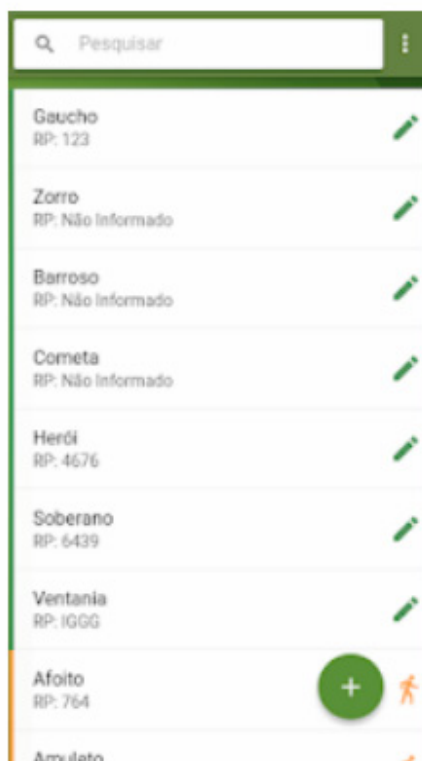 Pesquisar
Gaucho
RP: 123
Zorro
RP: Não Informado
Barroso
RP: Não Informado
Cometa
RP: Não Informado
Herói
RP: 4676
Soberano
RP: 6439
Ventania
RP: IGGG
Afoito
RP: 764
Amuleto